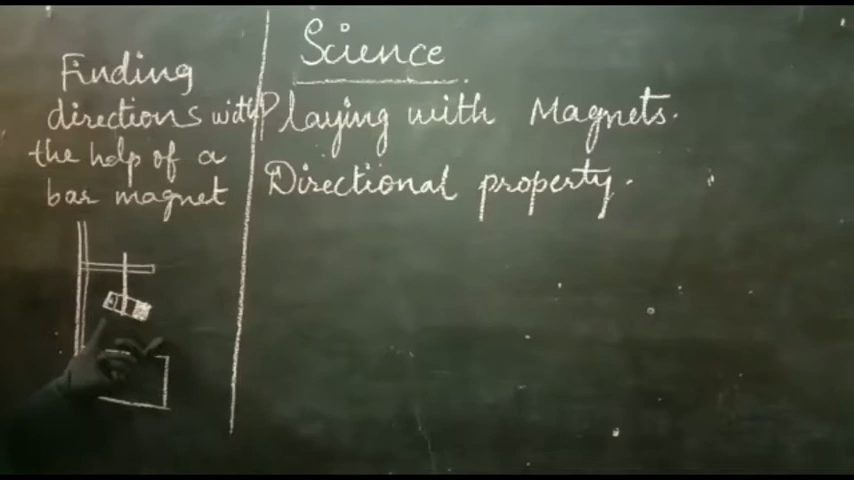 Science
Finding
directions with
the help of a
bar magnet
Playing with Magnets.
Directional property.